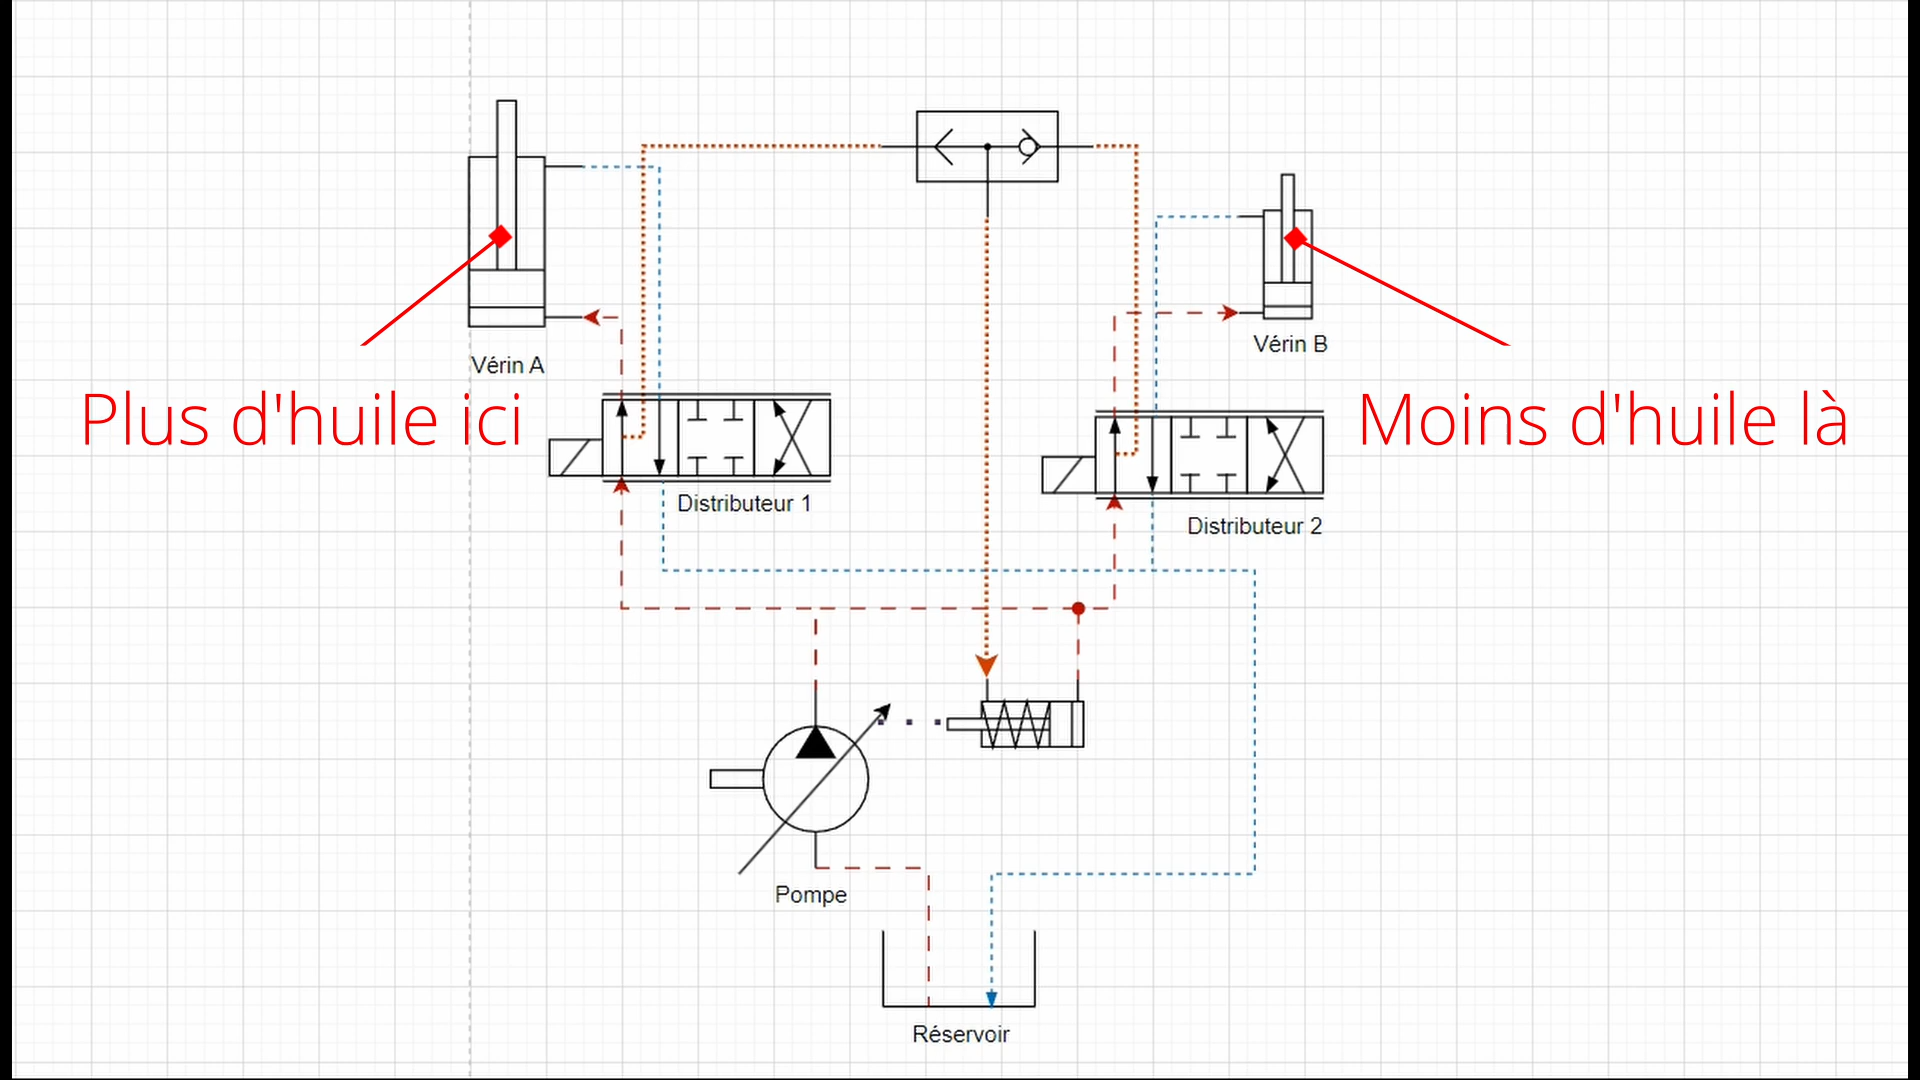 Vérin A
Vérin B
Plus d'huile ici
Moins d'huile là
Distributeur 1
Distributeur 2
Pompe
Réservoir